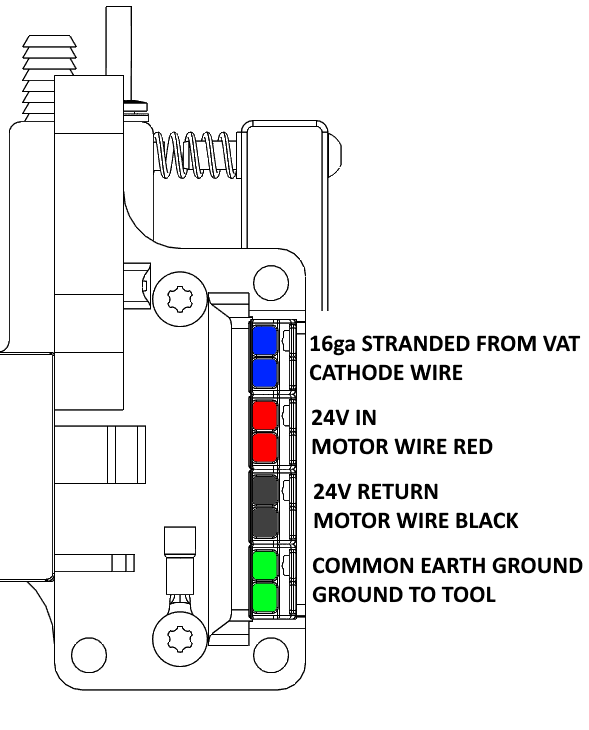 16ga STRANDED FROM VAT
CATHODE WIRE
24V IN
MOTOR WIRE RED
24V RETURN
MOTOR WIRE BLACK
COMMON EARTH GROUND
GROUND TO TOOL